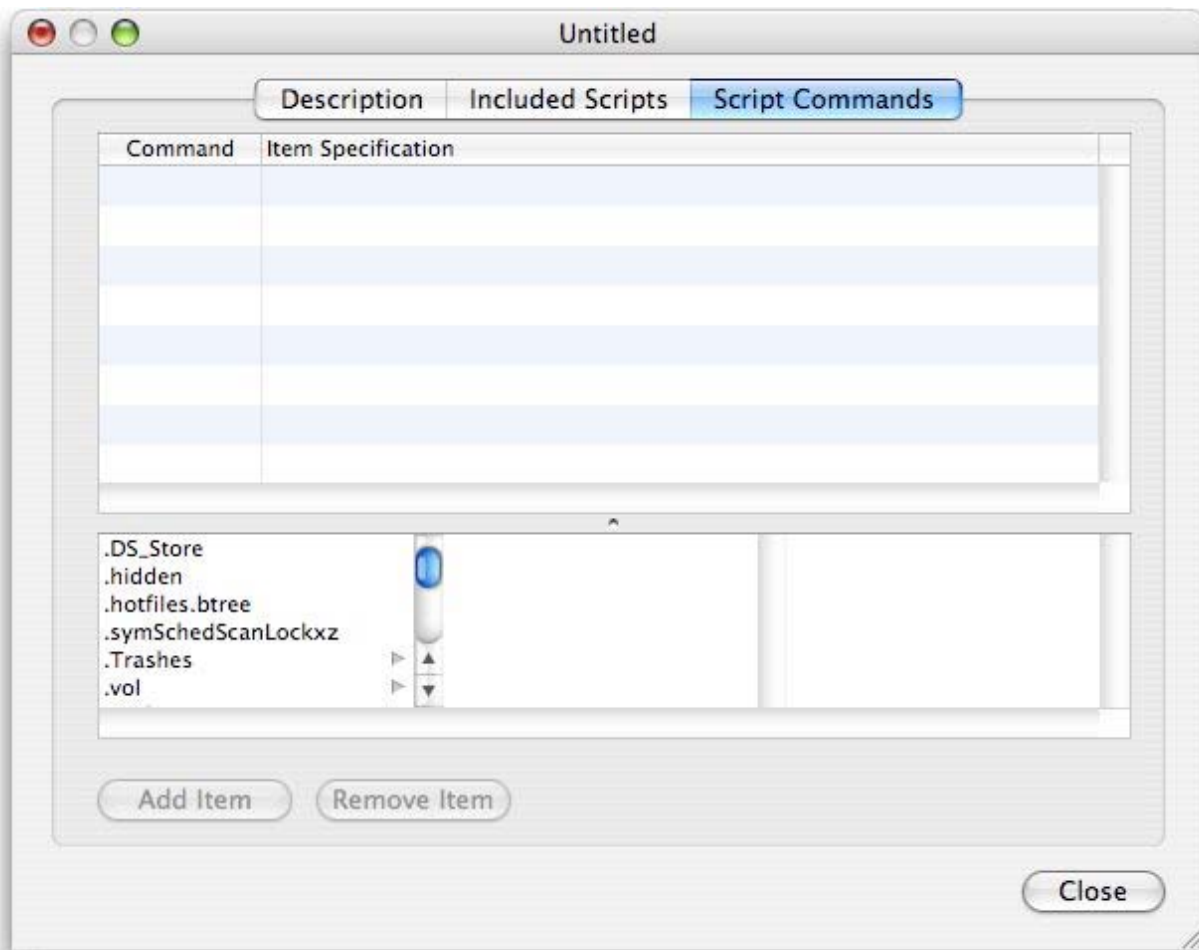 Untitled
Description Included Scripts Script Commands
Command Item Specification
.DS_Store
.hidden
.hotfiles.btree
.symSchedScanLockxz
.Trashes
.vol
Add Item Remove Item
Close